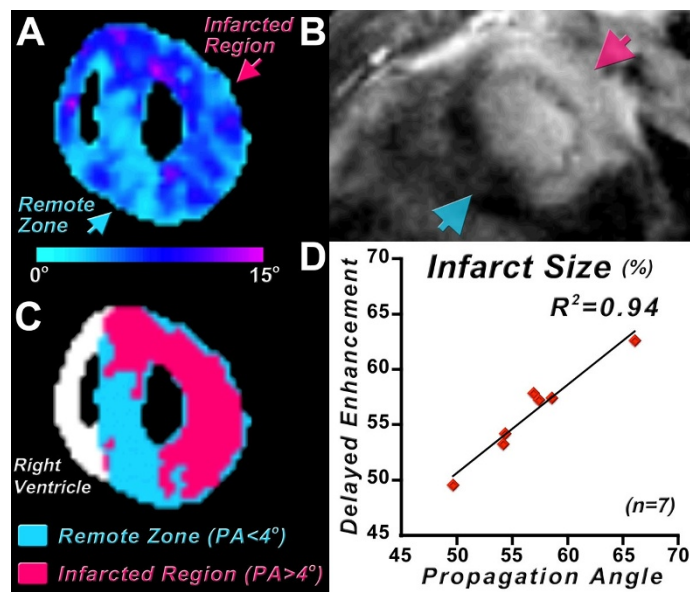 A
Infarcted
Region
Remote
Zone
0°
15°
B
C
Right
Ventricle
Remote Zone (PA<4°)
Infarcted Region (PA>4°)
D
Infarct Size (%)
R²=0.94
(n=7)
Delayed Enhancement
70
65
60
55
50
45
45
50
55
60
65
70
Propagation Angle